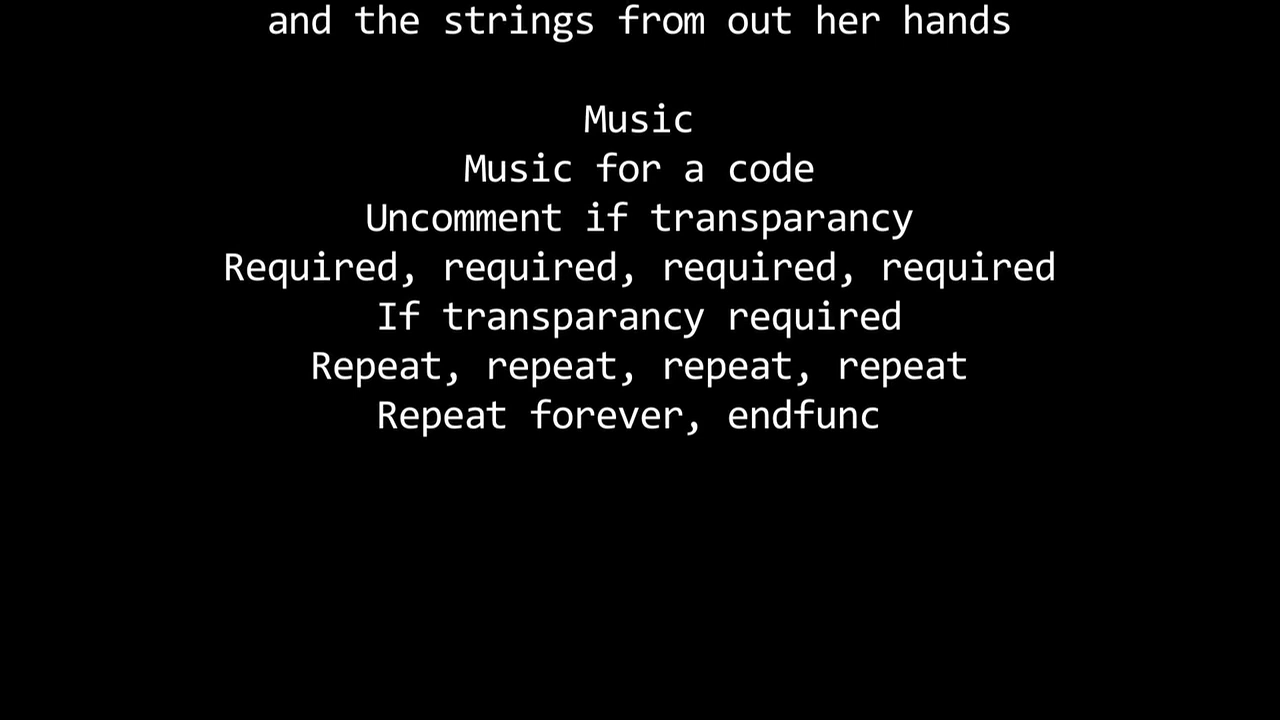 and the strings from out her hands
Music
Music for a code
Uncomment if transparancy
Required, required, required, required
If transparancy required
Repeat, repeat, repeat, repeat
Repeat forever, endfunc